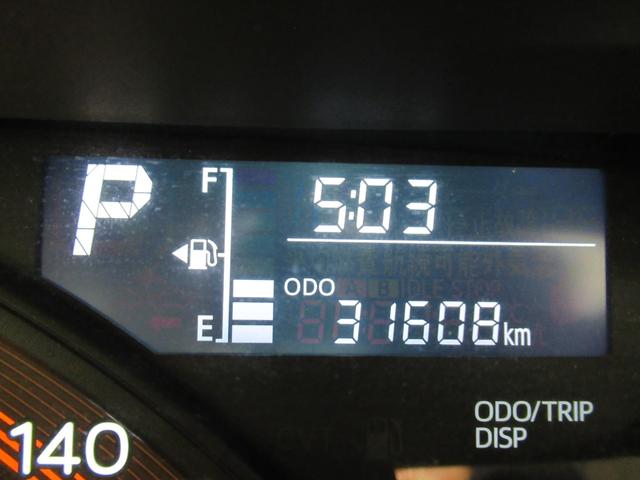 P
F
5:03
ODO
E
31608km
ODO/TRIP
DISP
140